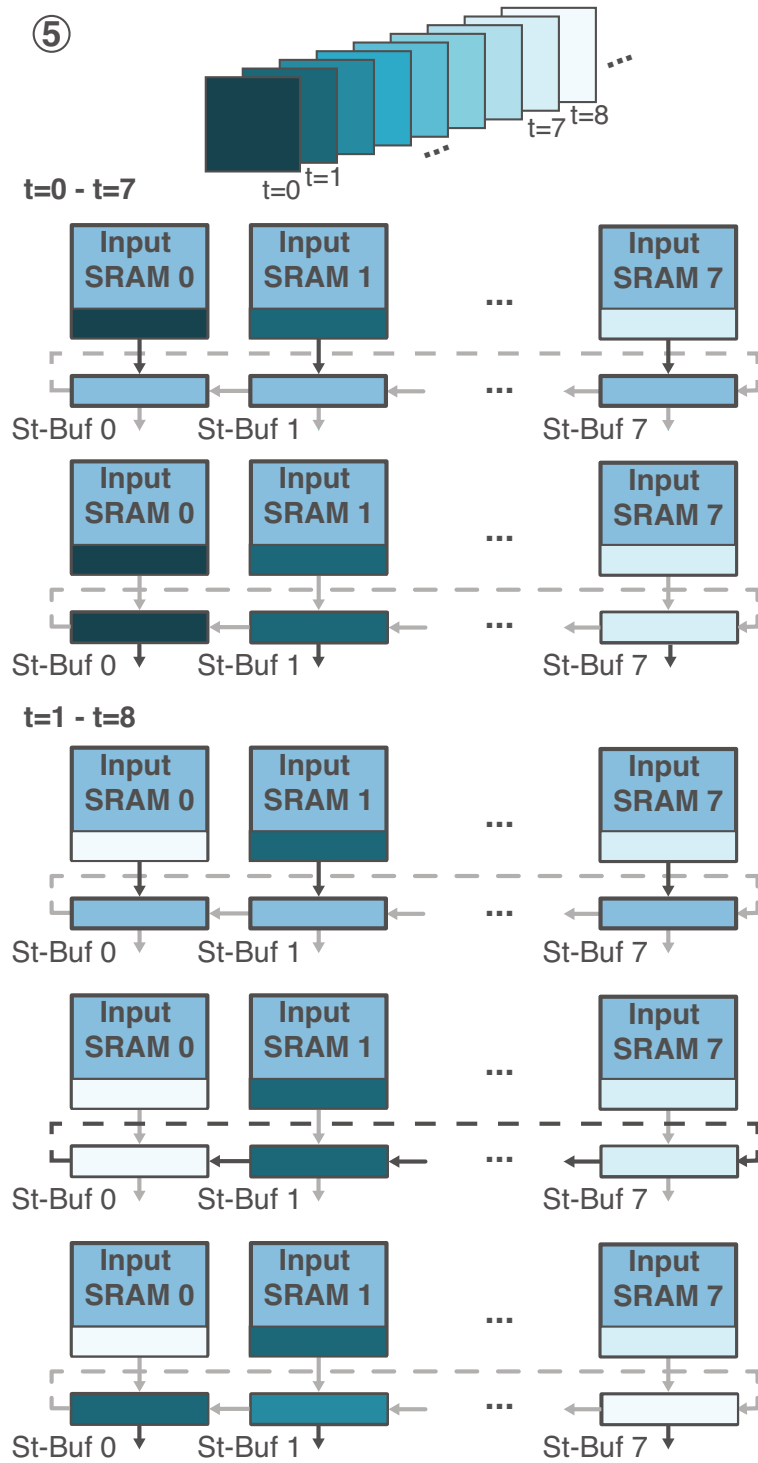 ⑤
...
t=7 t=8
t=0 t=1 ...
t=0 - t=7
Input SRAM 0 Input SRAM 1 ... Input SRAM 7
...
St-Buf 0 St-Buf 1 St-Buf 7
Input SRAM 0 Input SRAM 1 ... Input SRAM 7
...
St-Buf 0 St-Buf 1 St-Buf 7
t=1 - t=8
Input SRAM 0 Input SRAM 1 ... Input SRAM 7
...
St-Buf 0 St-Buf 1 St-Buf 7
Input SRAM 0 Input SRAM 1 ... Input SRAM 7
...
St-Buf 0 St-Buf 1 St-Buf 7
Input SRAM 0 Input SRAM 1 ... Input SRAM 7
...
St-Buf 0 St-Buf 1 St-Buf 7